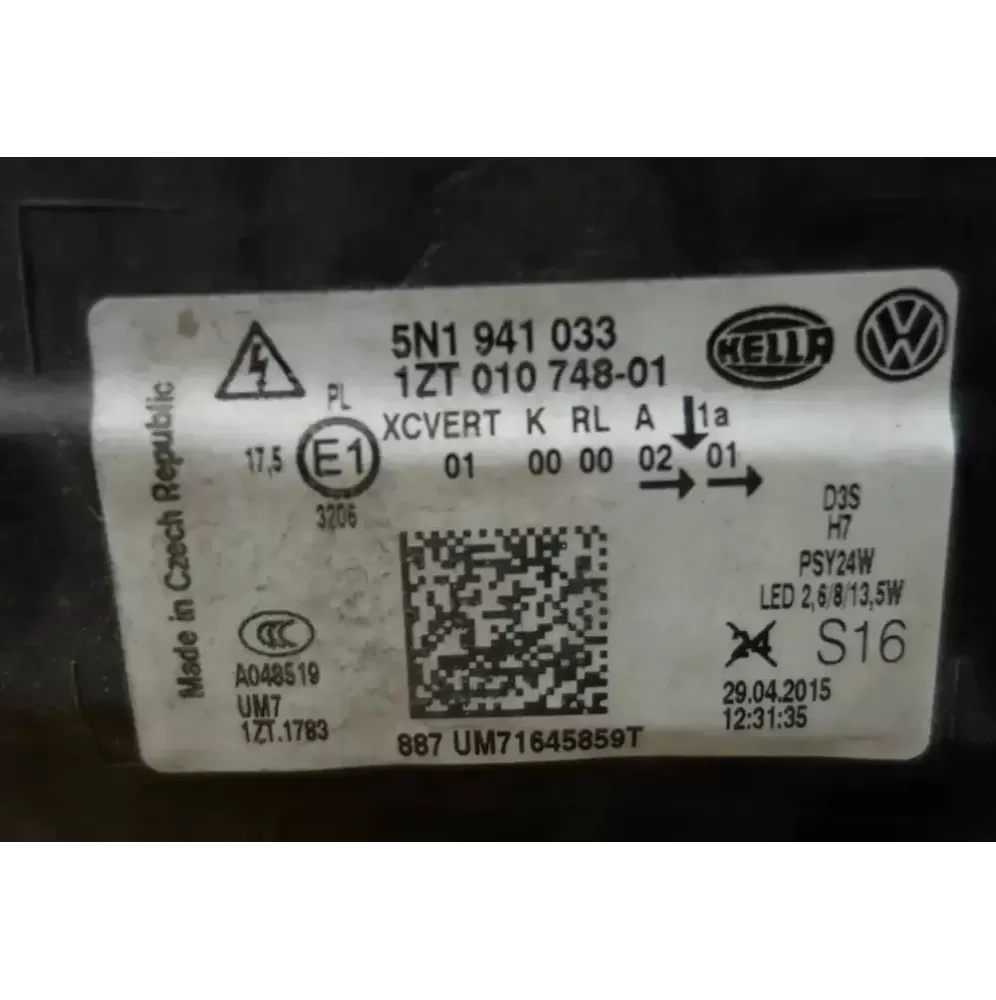 5N1 941 033
1ZT 010 748-01
HELLA
VW
PL
XCVERT K RL A 1a
17,5 E1 01 00 00 02 01
3206
D3S
H7
PSY24W
LED 2,6/8/13,5W
24 S16
29.04.2015
12:31:35
CCC
A048519
UM7
1ZT.1783
887 UM71645859T
Made in Czech Republic